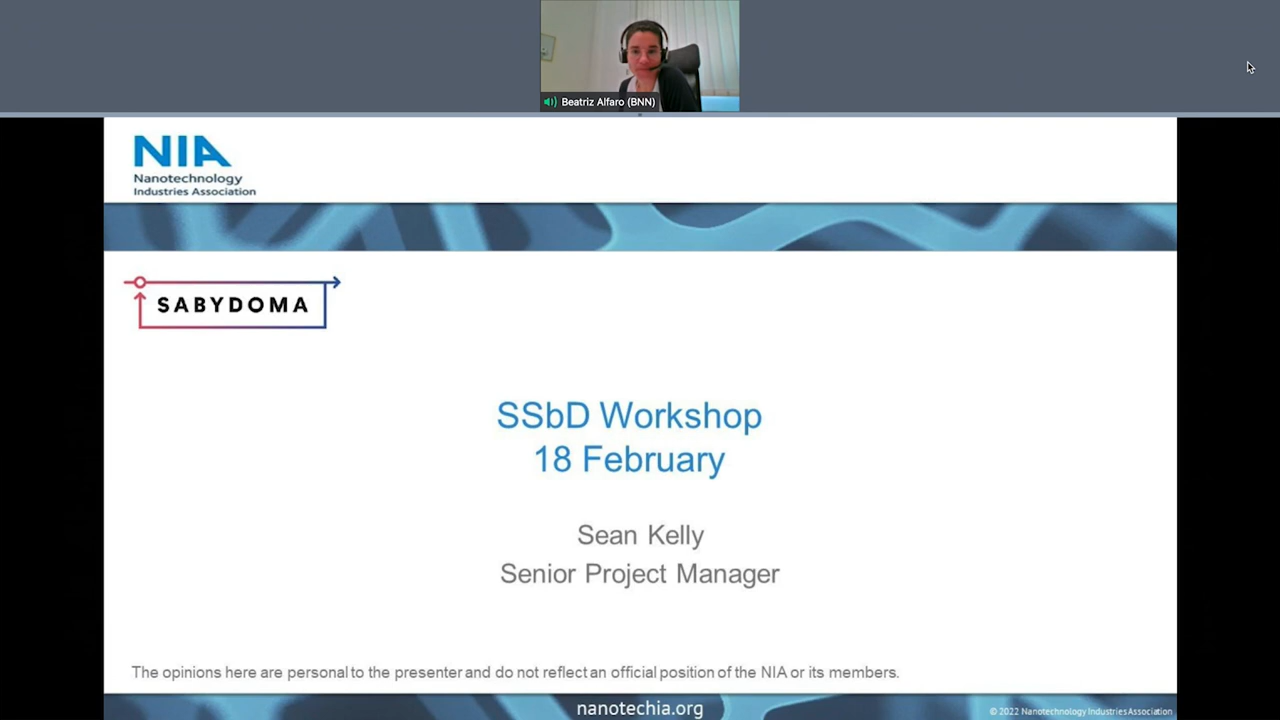 Beatriz Alfaro (BNN)
NIA
Nanotechnology
Industries Association
SABYDOMA
SSbD Workshop
18 February
Sean Kelly
Senior Project Manager
The opinions here are personal to the presenter and do not reflect an official position of the NIA or its members.
nanotechia.org
© 2022 Nanotechnology Industries Association